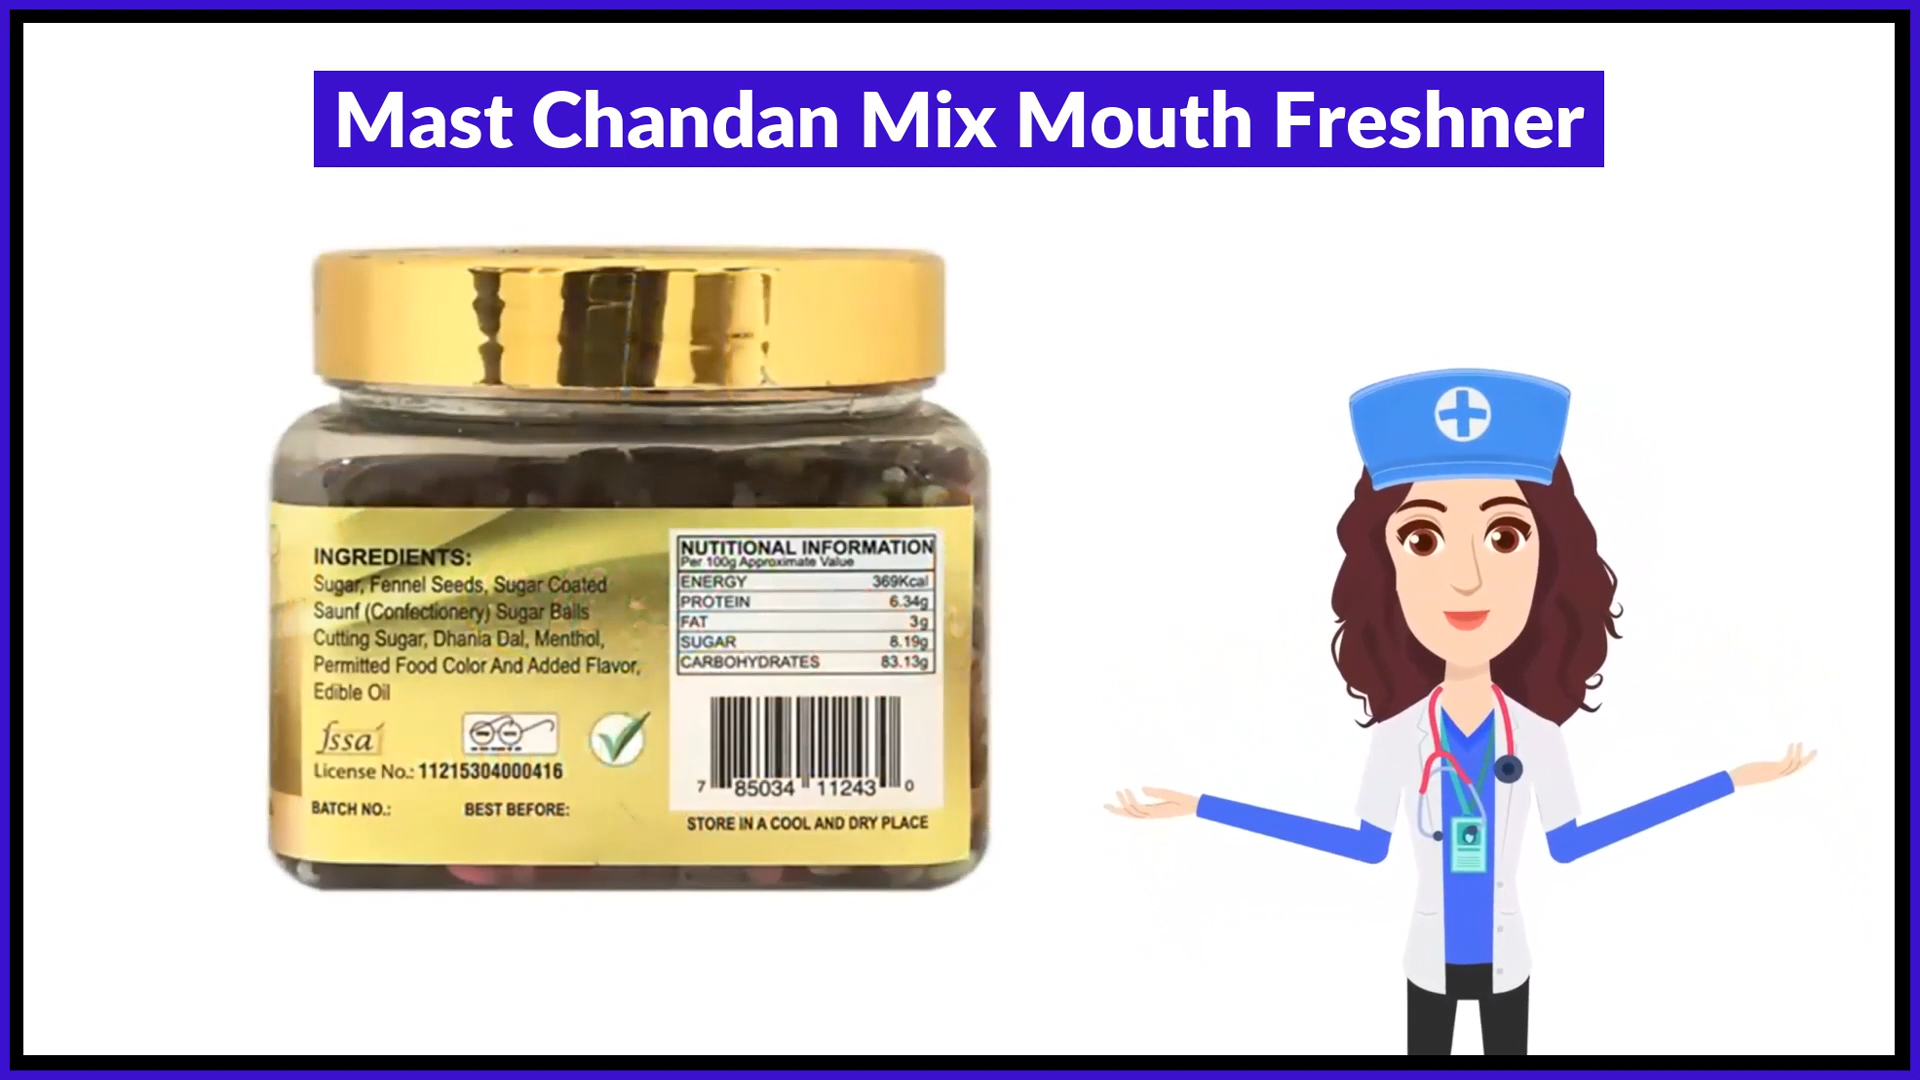 Mast Chandan Mix Mouth Freshner
INGREDIENTS:
Sugar, Fennel Seeds, Sugar Coated
Saunf (Confectionery) Sugar Balls
Cutting Sugar, Dhania Dal, Menthol,
Permitted Food Color And Added Flavor,
Edible Oil
fssai
License No.: 11215304000416
BATCH NO.: BEST BEFORE:
NUTITIONAL INFORMATION
Per 100g Approximate Value
ENERGY 369Kcal
PROTEIN 6.34g
FAT 3g
SUGAR 8.19g
CARBOHYDRATES 83.13g
7 85034 11243 0
STORE IN A COOL AND DRY PLACE